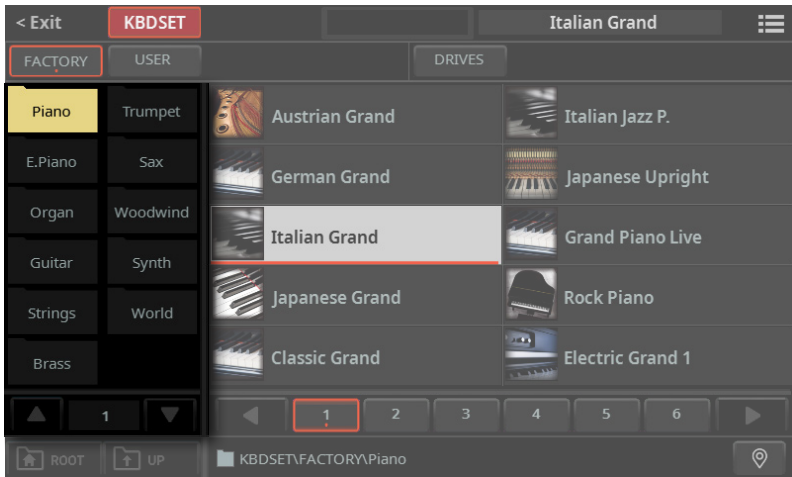 < Exit KBDSET Italian Grand
FACTORY USER DRIVES
Piano Trumpet Austrian Grand Italian Jazz P.
E.Piano Sax German Grand Japanese Upright
Organ Woodwind Italian Grand Grand Piano Live
Guitar Synth Japanese Grand Rock Piano
Strings World Classic Grand Electric Grand 1
Brass
1 1 2 3 4 5 6
ROOT UP KBDSET\FACTORY\Piano